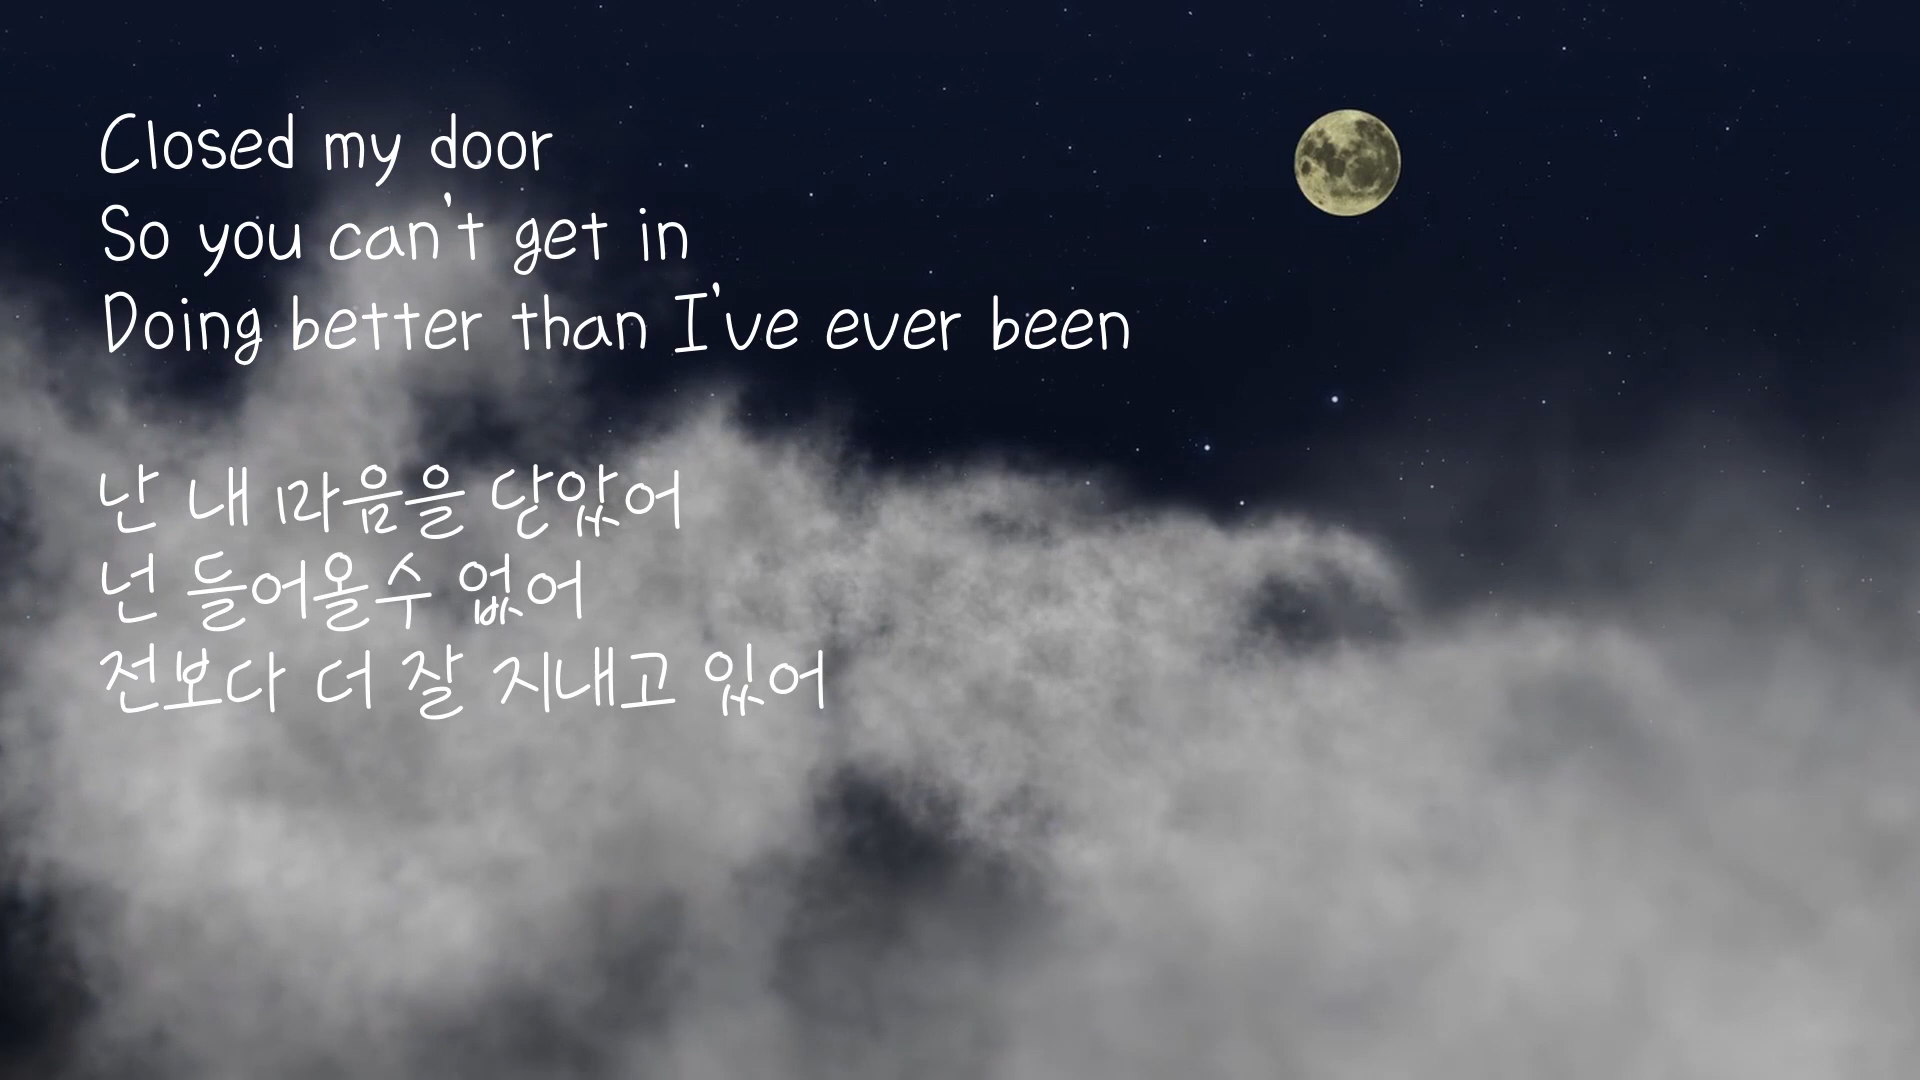 Closed my door
So you can't get in
Doing better than I've ever been
난 내 마음을 닫았어
넌 들어올수 없어
전보다 더 잘 지내고 있어